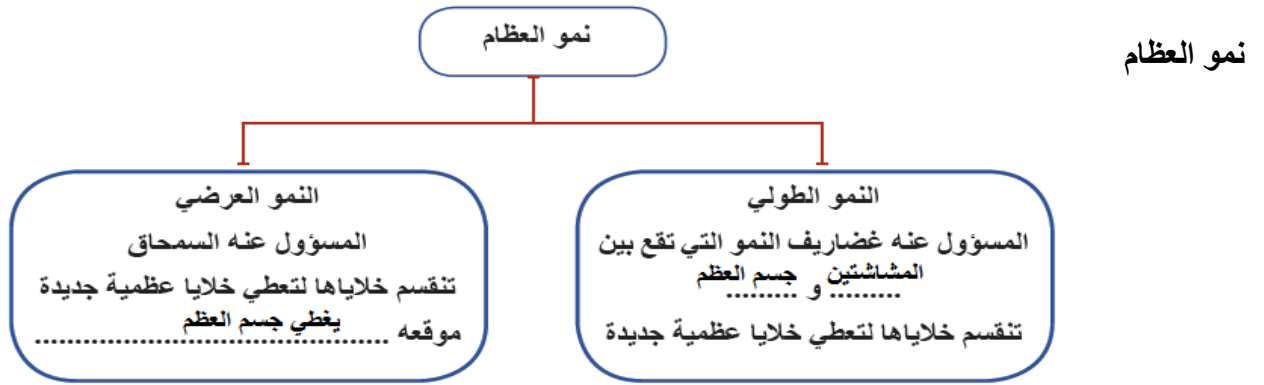 نمو العظام
نمو العظام
النمو الطولي
المسؤول عنه غضاريف النمو التي تقع بين
المشاشتين و جسم العظم
تنقسم خلاياها لتعطي خلايا عظمية جديدة
النمو العرضي
المسؤول عنه السمحاق
تنقسم خلاياها لتعطي خلايا عظمية جديدة
موقعه يغطي جسم العظم